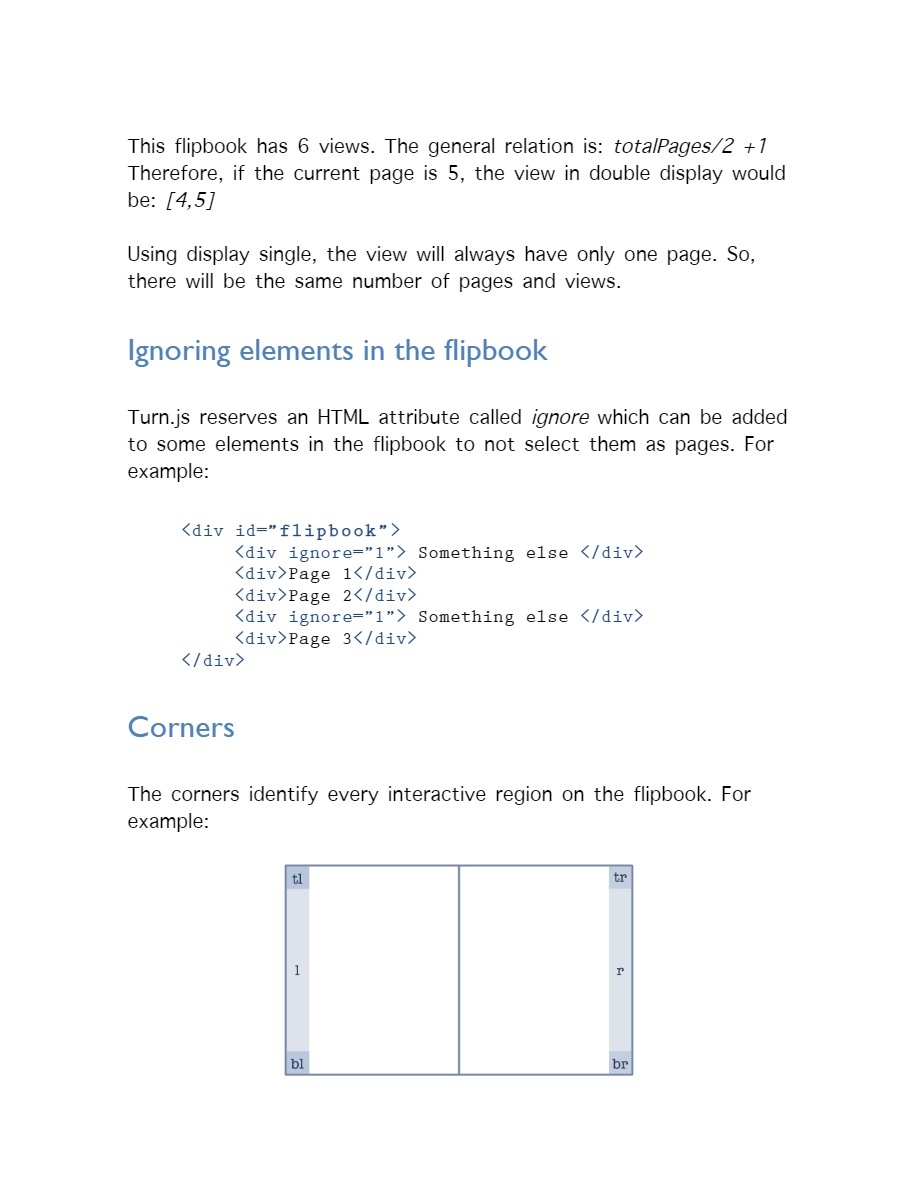 This flipbook has 6 views. The general relation is: totalPages/2 +1
Therefore, if the current page is 5, the view in double display would
be: [4,5]
Using display single, the view will always have only one page. So,
there will be the same number of pages and views.
Ignoring elements in the flipbook
Turn.js reserves an HTML attribute called ignore which can be added
to some elements in the flipbook to not select them as pages. For
example:
<div id=”flipbook”>
<div ignore=”1”> Something else </div>
<div>Page 1</div>
<div>Page 2</div>
<div ignore=”1”> Something else </div>
<div>Page 3</div>
</div>
Corners
The corners identify every interactive region on the flipbook. For
example:
tl tr
l r
bl br